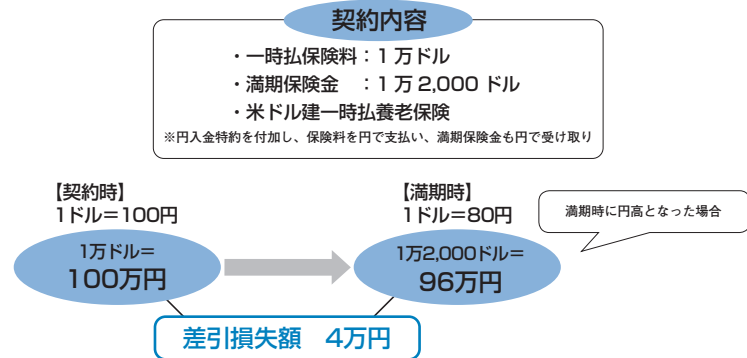 契約内容
・一時払保険料：1万ドル
・満期保険金　：1万2,000ドル
・米ドル建一時払養老保険
※円入金特約を付加し、保険料を円で支払い、満期保険金も円で受け取り
【契約時】
1ドル＝100円
1万ドル＝
100万円
【満期時】
1ドル＝80円
1万2,000ドル＝
96万円
満期時に円高となった場合
差引損失額　4万円